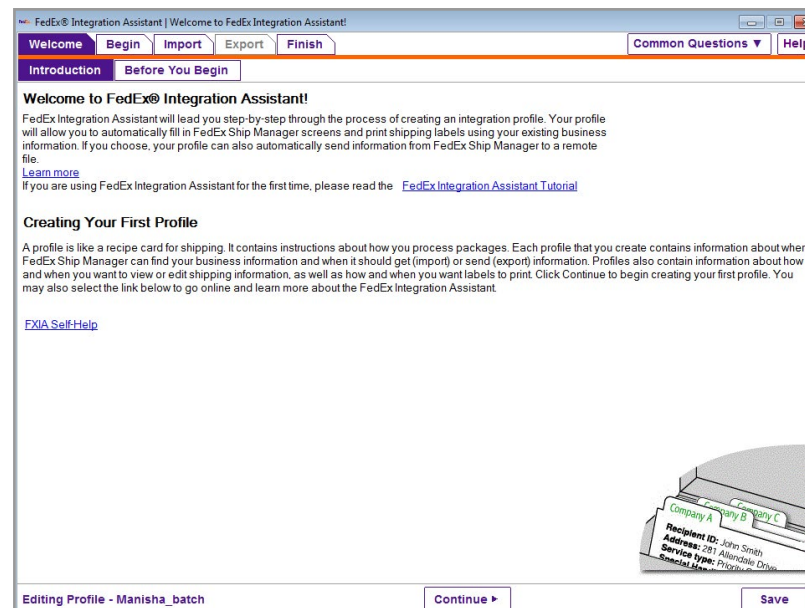 FedEx® Integration Assistant | Welcome to FedEx Integration Assistant!
Welcome Begin Import Export Finish Common Questions ▼ Help
Introduction Before You Begin
Welcome to FedEx® Integration Assistant!
FedEx Integration Assistant will lead you step-by-step through the process of creating an integration profile. Your profile
will allow you to automatically fill in FedEx Ship Manager screens and print shipping labels using your existing business
information. If you choose, your profile can also automatically send information from FedEx Ship Manager to a remote
file.
Learn more
If you are using FedEx Integration Assistant for the first time, please read the FedEx Integration Assistant Tutorial
Creating Your First Profile
A profile is like a recipe card for shipping. It contains instructions about how you process packages. Each profile that you create contains information about where
FedEx Ship Manager can find your business information and when it should get (import) or send (export) information. Profiles also contain information about how
and when you want to view or edit shipping information, as well as how and when you want labels to print. Click Continue to begin creating your first profile. You
may also select the link below to go online and learn more about the FedEx Integration Assistant.
FXIA Self-Help
Company A Company B Company C
Recipient ID: John Smith
Address: 281 Allendale Drive
Service type: Priority
Special
Editing Profile - Manisha_batch Continue ▶ Save